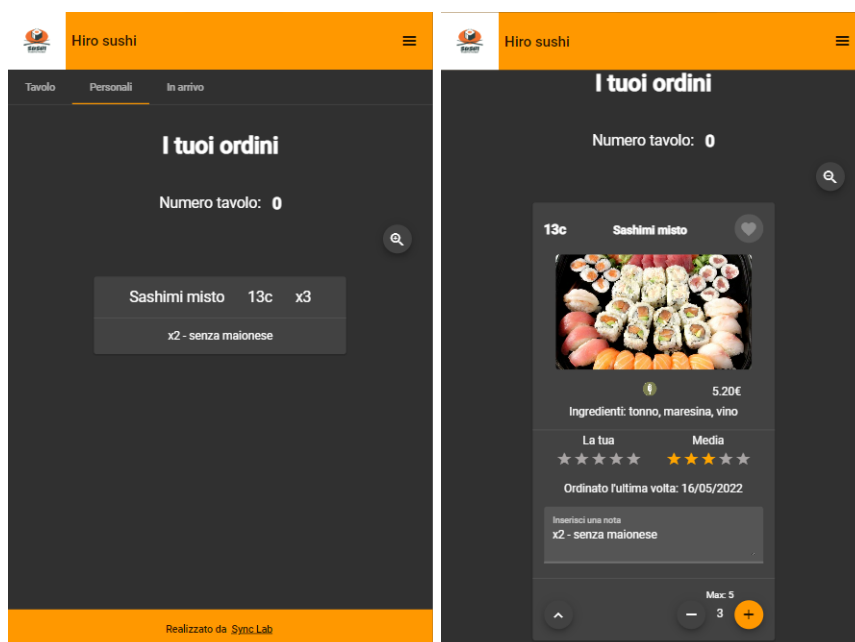 Hiro sushi
Tavolo Personali In arrivo
I tuoi ordini
Numero tavolo: 0
Sashimi misto 13c x3
x2 - senza maionese
Realizzato da Sync Lab
Hiro sushi
I tuoi ordini
Numero tavolo: 0
13c Sashimi misto
5.20€
Ingredienti: tonno, maresina, vino
La tua Media
Ordinato l'ultima volta: 16/05/2022
Inserisci una nota
x2 - senza maionese
Max: 5
3